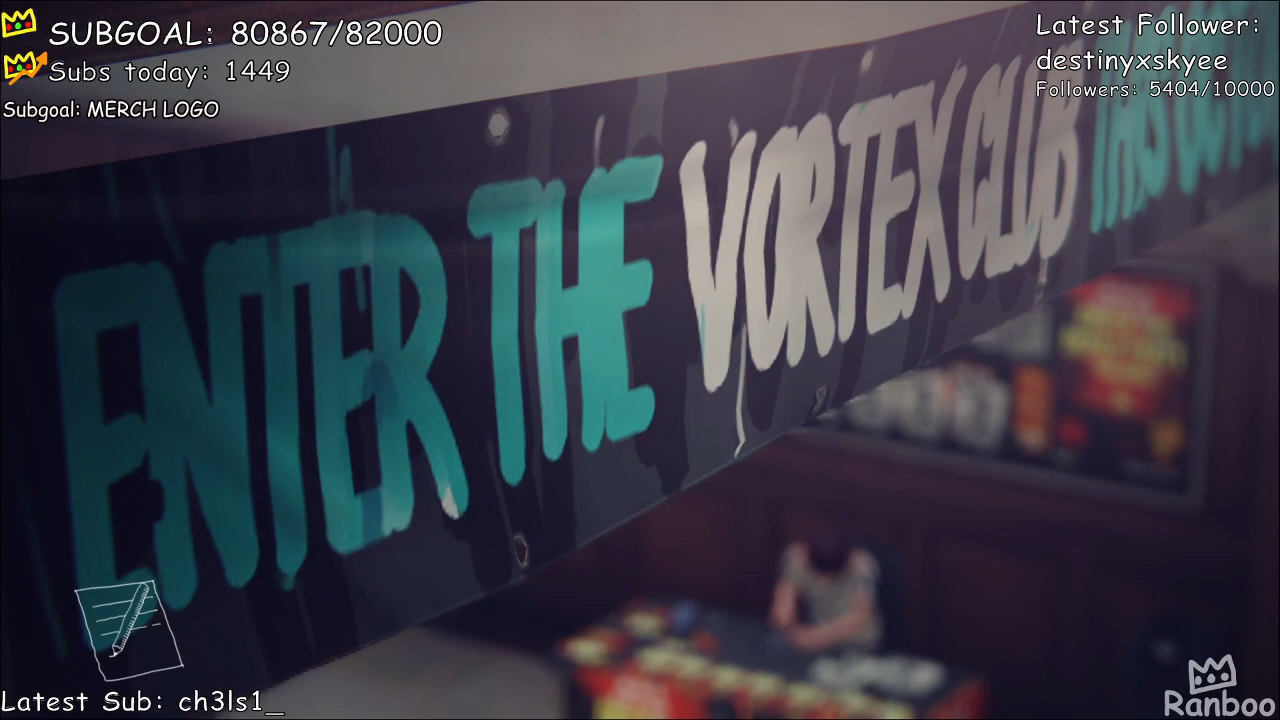 SUBGOAL: 80867/82000
Subs today: 1449
Subgoal: MERCH LOGO
Latest Follower:
destinyxskyee
Followers: 5404/10000
ENTER THE VORTEX CLUB THIS
Latest Sub: ch3ls1_
Ranboo